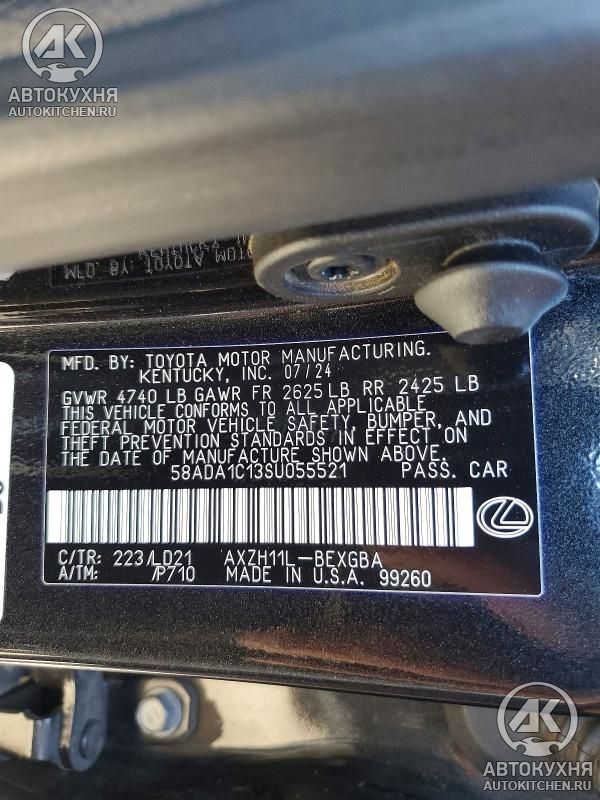 АВТОКУХНЯ
AUTOKITCHEN.RU
MFD. BY: TOYOTA MOTOR MANUFACTURING.
KENTUCKY, INC. 07/24
GVWR 4740 LB GAWR FR 2625 LB RR 2425 LB
THIS VEHICLE CONFORMS TO ALL APPLICABLE
FEDERAL MOTOR VEHICLE SAFETY, BUMPER, AND
THEFT PREVENTION STANDARDS IN EFFECT ON
THE DATE OF MANUFACTURE SHOWN ABOVE.
58ADA1C13SU055521 PASS. CAR
C/TR: 223/LD21 AXZH11L-BEXGBA
A/TM: /P710 MADE IN U.S.A. 99260
АВТОКУХНЯ
AUTOKITCHEN.RU